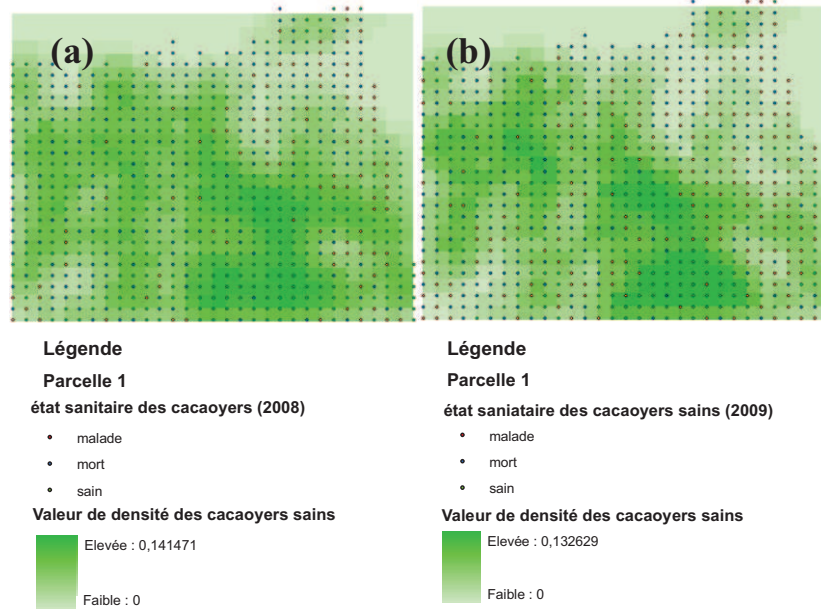 (a)
(b)
Légende
Parcelle 1
état sanitaire des cacaoyers (2008)
malade
mort
sain
Valeur de densité des cacaoyers sains
Elevée : 0,141471
Faible : 0
Légende
Parcelle 1
état saniataire des cacaoyers sains (2009)
malade
mort
sain
Valeur de densité des cacaoyers sains
Elevée : 0,132629
Faible : 0